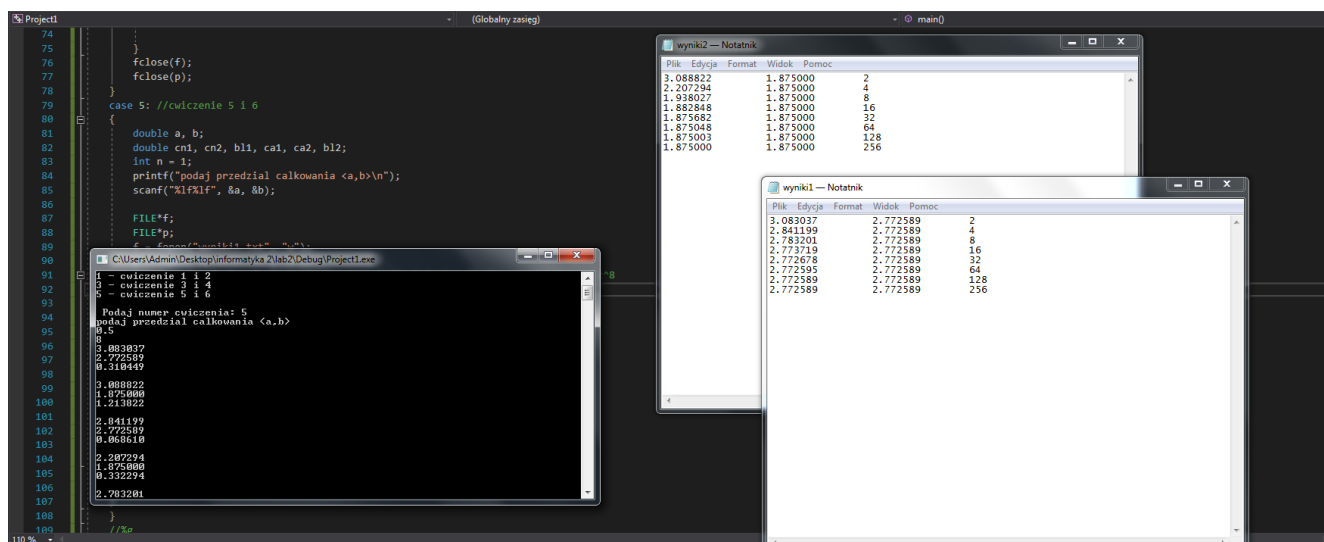 Project1 (Globalny zasięg) main()
74
75 }
76 fclose(f);
77 fclose(p);
78 }
79 case 5: //cwiczenie 5 i 6
80 {
81 double a, b;
82 double cn1, cn2, bl1, ca1, ca2, bl2;
83 int n = 1;
84 printf("podaj przedzial calkowania <a,b>\n");
85 scanf("%lf%lf", &a, &b);
86
87 FILE*f;
88 FILE*p;
89 f = fopen("wyniki1.txt", "w");
90
91 ^8
92
93
94
95
96
97
98
99
100
101
102
103
104
105
106
107
108 }
109 //%g
110 %
C:\Users\Admin\Desktop\informatyka 2\lab2\Debug\Project1.exe
1 - cwiczenie 1 i 2
3 - cwiczenie 3 i 4
5 - cwiczenie 5 i 6
Podaj numer cwiczenia: 5
podaj przedzial calkowania <a,b>
0.5
8
3.083037
2.772589
0.310449
3.088822
1.875000
1.213822
2.841199
2.772589
0.068610
2.207294
1.875000
0.332294
2.783201
wyniki2 — Notatnik
Plik Edycja Format Widok Pomoc
3.088822 1.875000 2
2.207294 1.875000 4
1.938027 1.875000 8
1.882848 1.875000 16
1.875682 1.875000 32
1.875048 1.875000 64
1.875003 1.875000 128
1.875000 1.875000 256
wyniki1 — Notatnik
Plik Edycja Format Widok Pomoc
3.083037 2.772589 2
2.841199 2.772589 4
2.783201 2.772589 8
2.773719 2.772589 16
2.772678 2.772589 32
2.772595 2.772589 64
2.772589 2.772589 128
2.772589 2.772589 256